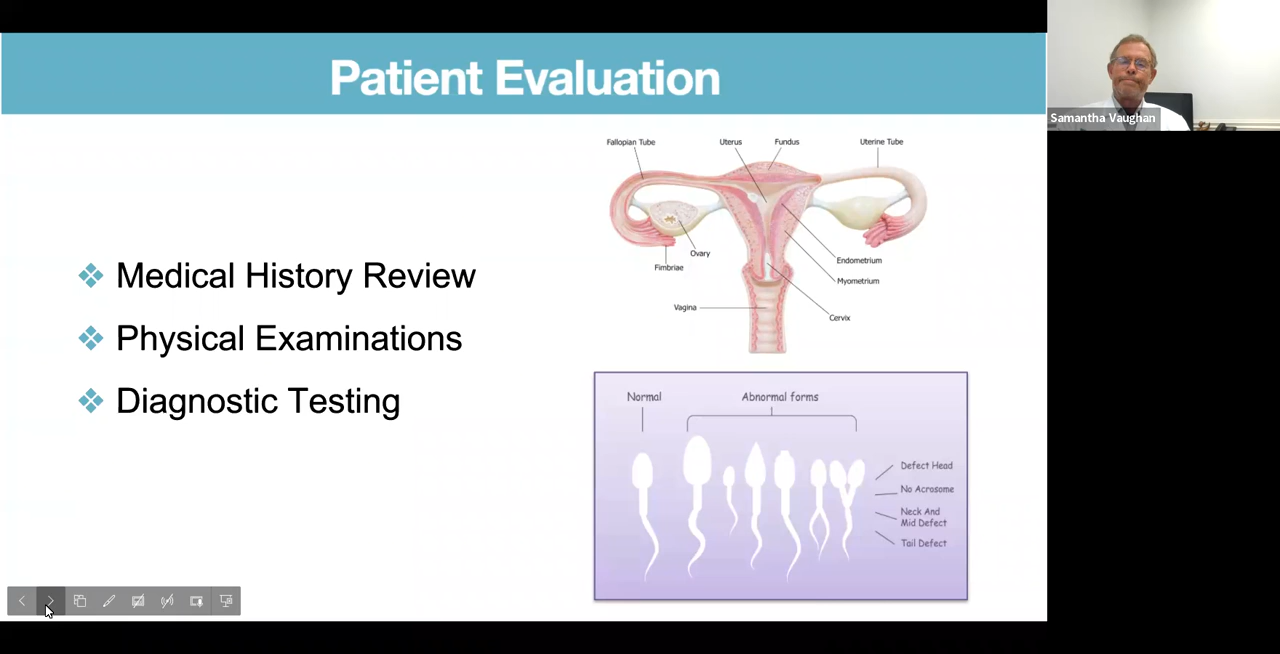 Patient Evaluation
Samantha Vaughan
Medical History Review
Physical Examinations
Diagnostic Testing
Fallopian Tube
Uterus
Fundus
Uterine Tube
Ovary
Fimbriae
Endometrium
Myometrium
Vagina
Cervix
Normal
Abnormal forms
Defect Head
No Acrosome
Neck And
Mid Defect
Tail Defect